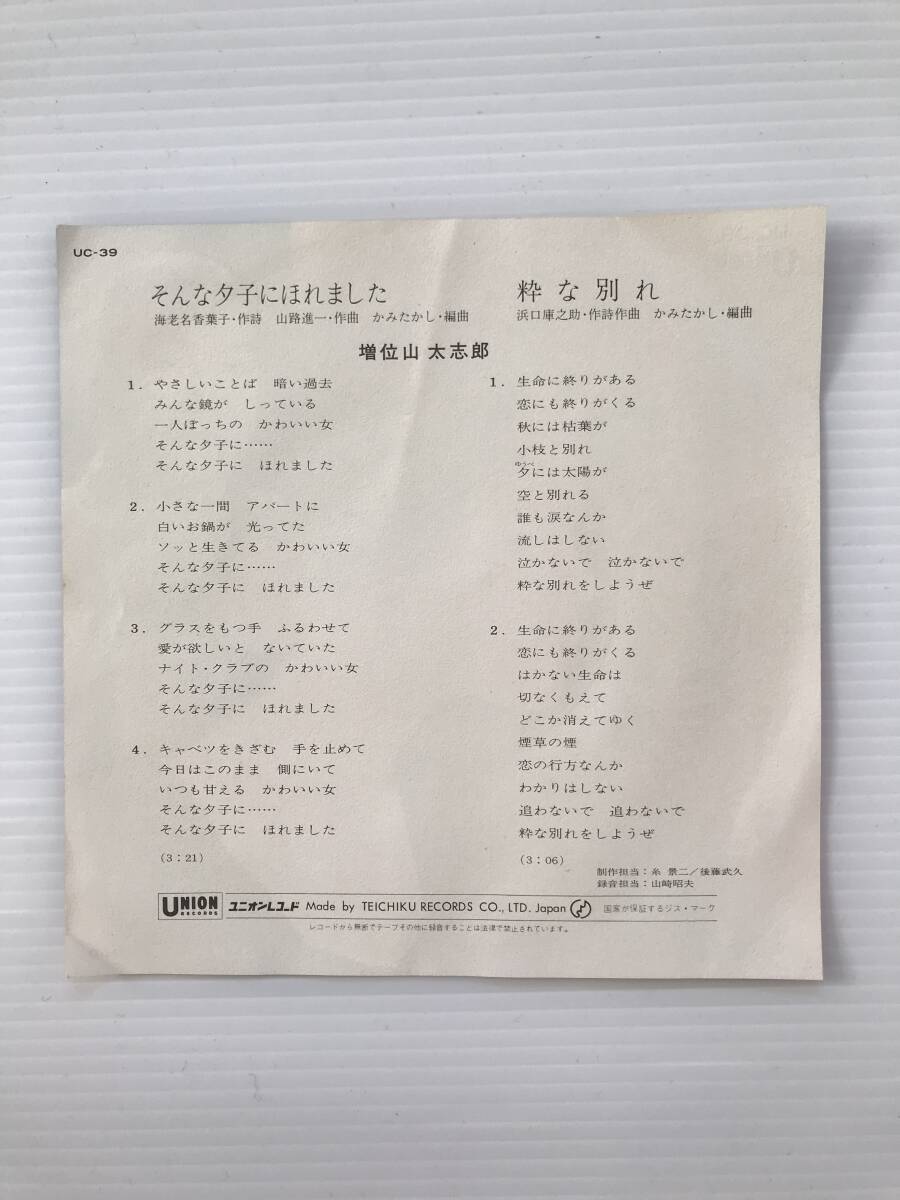 UC-39
そんな夕子にほれました
海老名香葉子・作詩　山路進一・作曲　かみたかし・編曲
粋な別れ
浜口庫之助・作詩作曲　かみたかし・編曲
増位山 太志郎
1. やさしいことば　暗い過去
みんな鏡が　しっている
一人ぼっちの　かわいい女
そんな夕子に……
そんな夕子に　ほれました
2. 小さな一間　アパートに
白いお鍋が　光ってた
ソッと生きてる　かわいい女
そんな夕子に……
そんな夕子に　ほれました
3. グラスをもつ手　ふるわせて
愛が欲しいと　ないていた
ナイト・クラブの　かわいい女
そんな夕子に……
そんな夕子に　ほれました
4. キャベツをきざむ　手を止めて
今日はこのまま　側にいて
いつも甘える　かわいい女
そんな夕子に……
そんな夕子に　ほれました
(3:21)
1. 生命に終りがある
恋にも終りがくる
秋には枯葉が
小枝と別れ
ゆうべ
夕には太陽が
空と別れる
誰も涙なんか
流しはしない
泣かないで　泣かないで
粋な別れをしようぜ
2. 生命に終りがある
恋にも終りがくる
はかない生命は
切なくもえて
どこか消えてゆく
煙草の煙
恋の行方なんか
わかりはしない
追わないで　追わないで
粋な別れをしようぜ
(3:06)
制作担当：糸 景二／後藤武久
録音担当：山崎昭夫
UNION RECORDS ユニオンレコード Made by TEICHIKU RECORDS CO., LTD. Japan 国家が保証するジス・マーク
レコードから無断でテープその他に録音することは法律で禁止されています。